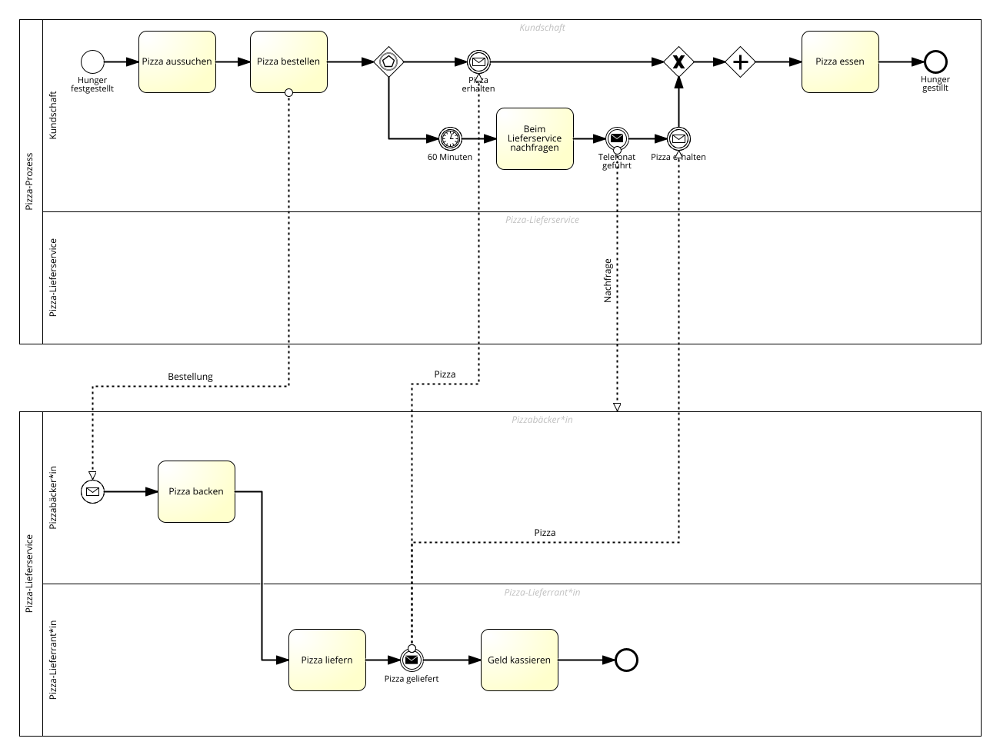 Pizza-Prozess
Kundschaft
Kundschaft
Hunger
festgestellt
Pizza aussuchen
Pizza bestellen
Pizza
erhalten
60 Minuten
Beim
Lieferservice
nachfragen
Telefonat
geführt
Pizza erhalten
Pizza essen
Hunger
gestillt
Pizza-Lieferservice
Pizza-Lieferservice
Nachfrage
Bestellung
Pizza
Pizza-Lieferservice
Pizzabäcker*in
Pizzabäcker*in
Pizza backen
Pizza
Pizza-Lieferrant*in
Pizza-Lieferrant*in
Pizza liefern
Pizza geliefert
Geld kassieren